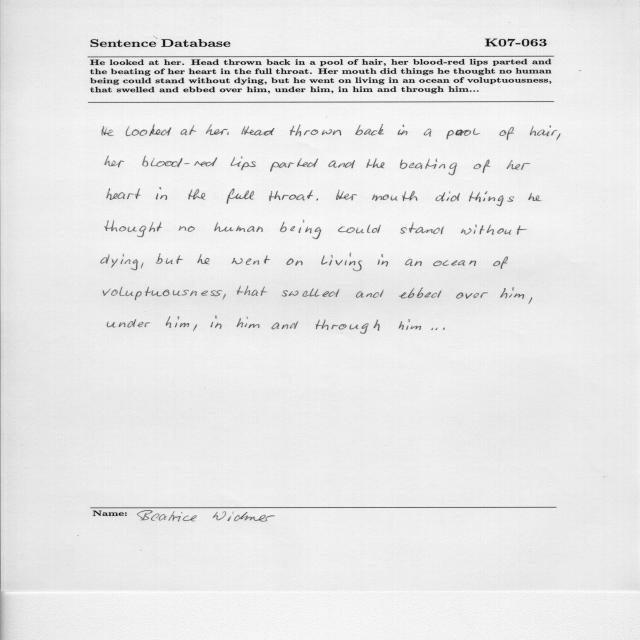 Sentence Database K07-063
He looked at her. Head thrown back in a pool of hair, her blood-red lips parted and
the beating of her heart in the full throat. Her mouth did things he thought no human
being could stand without dying, but he went on living in an ocean of voluptuousness,
that swelled and ebbed over him, under him, in him and through him...
He looked at her. Head thrown back in a pool of hair,
her blood-red lips parted and the beating of her
heart in the full throat. Her mouth did things he
thought no human being could stand without
dying, but he went on living in an ocean of
voluptuousness, that swelled and ebbed over him,
under him, in him and through him...
Name: Beatrice Widmer